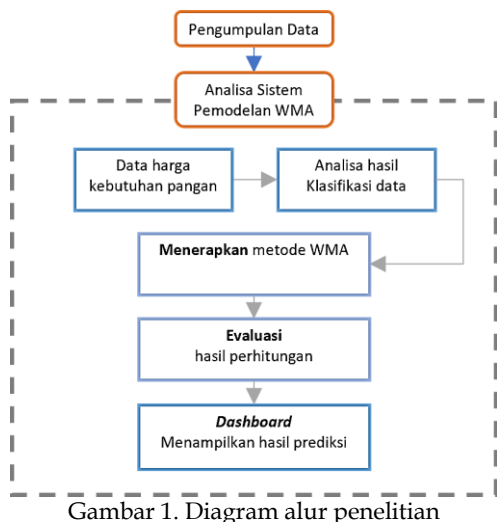 Pengumpulan Data
Analisa Sistem
Pemodelan WMA
Data harga
kebutuhan pangan
Analisa hasil
Klasifikasi data
Menerapkan metode WMA
Evaluasi
hasil perhitungan
Dashboard
Menampilkan hasil prediksi
Gambar 1. Diagram alur penelitian